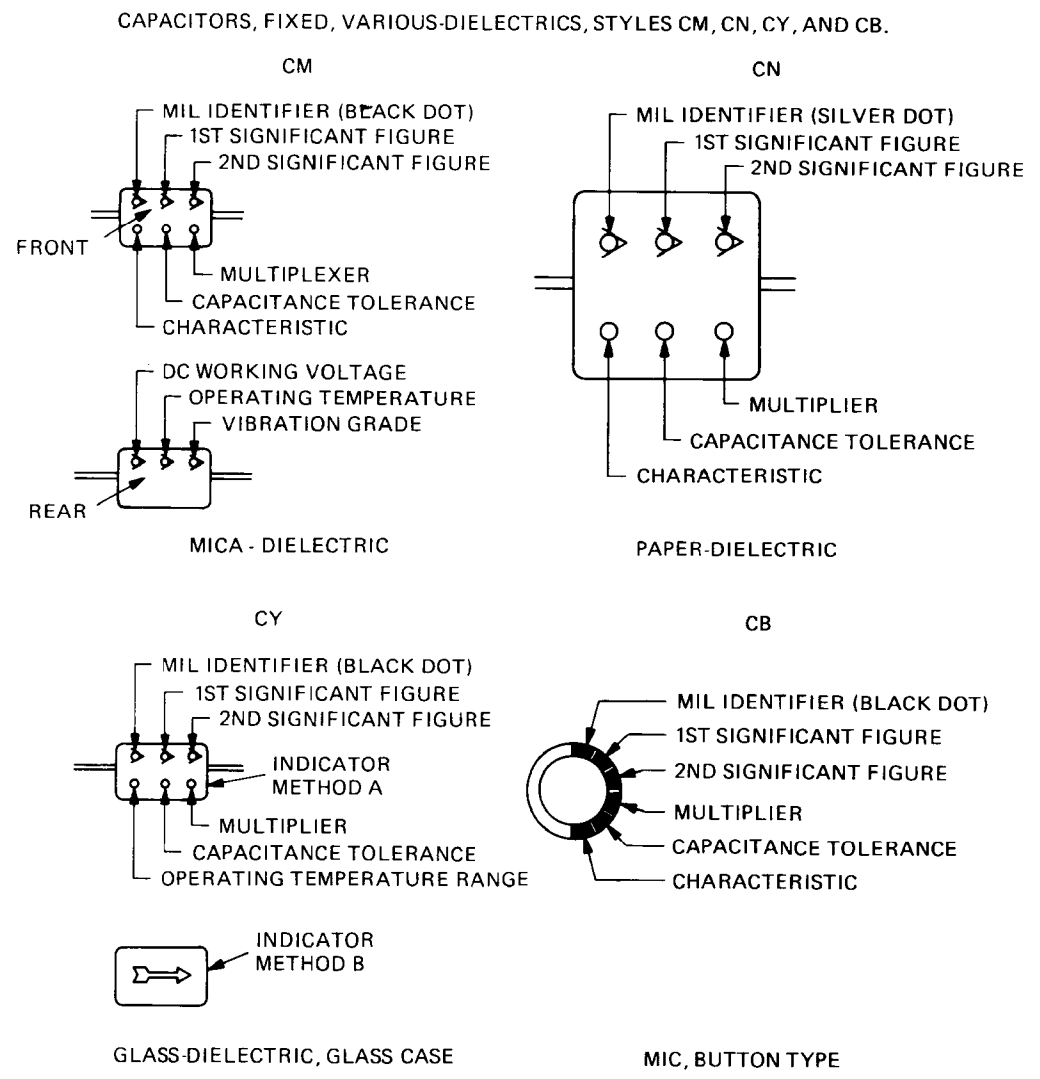 CAPACITORS, FIXED, VARIOUS-DIELECTRICS, STYLES CM, CN, CY, AND CB.
CM
MIL IDENTIFIER (BLACK DOT)
1ST SIGNIFICANT FIGURE
2ND SIGNIFICANT FIGURE
FRONT
MULTIPLEXER
CAPACITANCE TOLERANCE
CHARACTERISTIC
DC WORKING VOLTAGE
OPERATING TEMPERATURE
VIBRATION GRADE
REAR
MICA - DIELECTRIC
CN
MIL IDENTIFIER (SILVER DOT)
1ST SIGNIFICANT FIGURE
2ND SIGNIFICANT FIGURE
MULTIPLIER
CAPACITANCE TOLERANCE
CHARACTERISTIC
PAPER-DIELECTRIC
CY
MIL IDENTIFIER (BLACK DOT)
1ST SIGNIFICANT FIGURE
2ND SIGNIFICANT FIGURE
INDICATOR
METHOD A
MULTIPLIER
CAPACITANCE TOLERANCE
OPERATING TEMPERATURE RANGE
INDICATOR
METHOD B
GLASS-DIELECTRIC, GLASS CASE
CB
MIL IDENTIFIER (BLACK DOT)
1ST SIGNIFICANT FIGURE
2ND SIGNIFICANT FIGURE
MULTIPLIER
CAPACITANCE TOLERANCE
CHARACTERISTIC
MIC, BUTTON TYPE